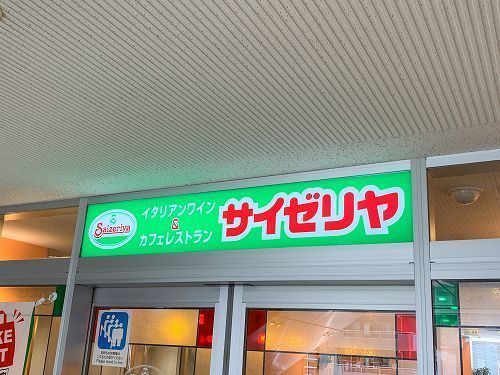 Saizeriya
イタリアンワイン
&
カフェレストラン
サイゼリヤ